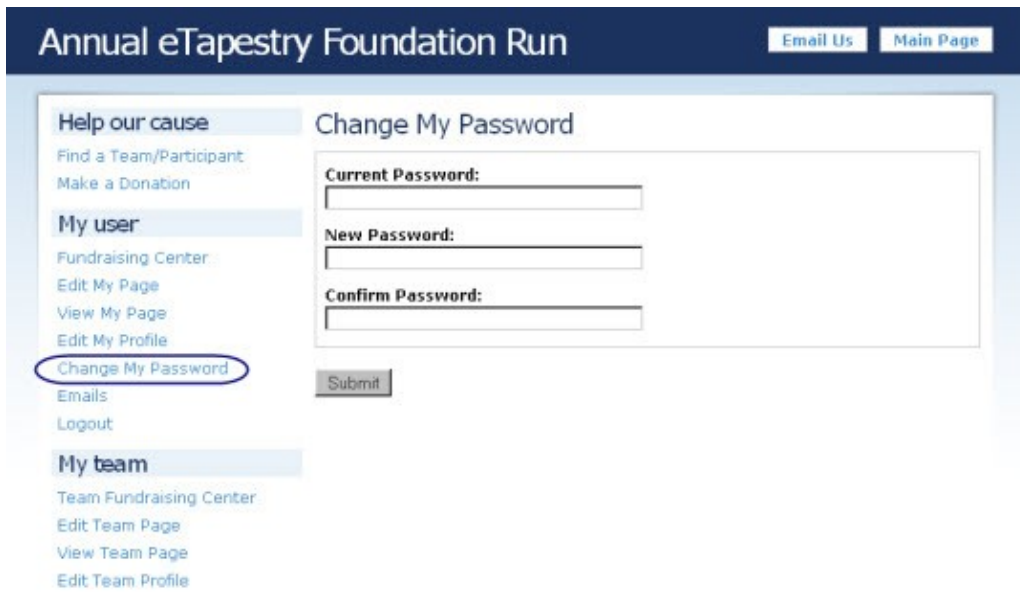 Annual eTapestry Foundation Run
Email Us
Main Page
Help our cause
Find a Team/Participant
Make a Donation
My user
Fundraising Center
Edit My Page
View My Page
Edit My Profile
Change My Password
Emails
Logout
My team
Team Fundraising Center
Edit Team Page
View Team Page
Edit Team Profile
Change My Password
Current Password:
New Password:
Confirm Password:
Submit